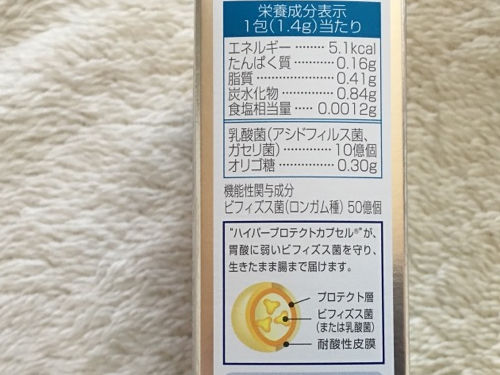 栄養成分表示
1包(1.4g)当たり
エネルギー ········ 5.1kcal
たんぱく質 ·········· 0.16g
脂質 ···················· 0.41g
炭水化物 ············· 0.84g
食塩相当量 ····· 0.0012g
乳酸菌(アシドフィルス菌、
ガセリ菌) ············ 10億個
オリゴ糖 ·············· 0.30g
機能性関与成分
ビフィズス菌(ロンガム種) 50億個
“ハイパープロテクトカプセル®”が、
胃酸に弱いビフィズス菌を守り、
生きたまま腸まで届けます。
プロテクト層
ビフィズス菌
(または乳酸菌)
耐酸性皮膜